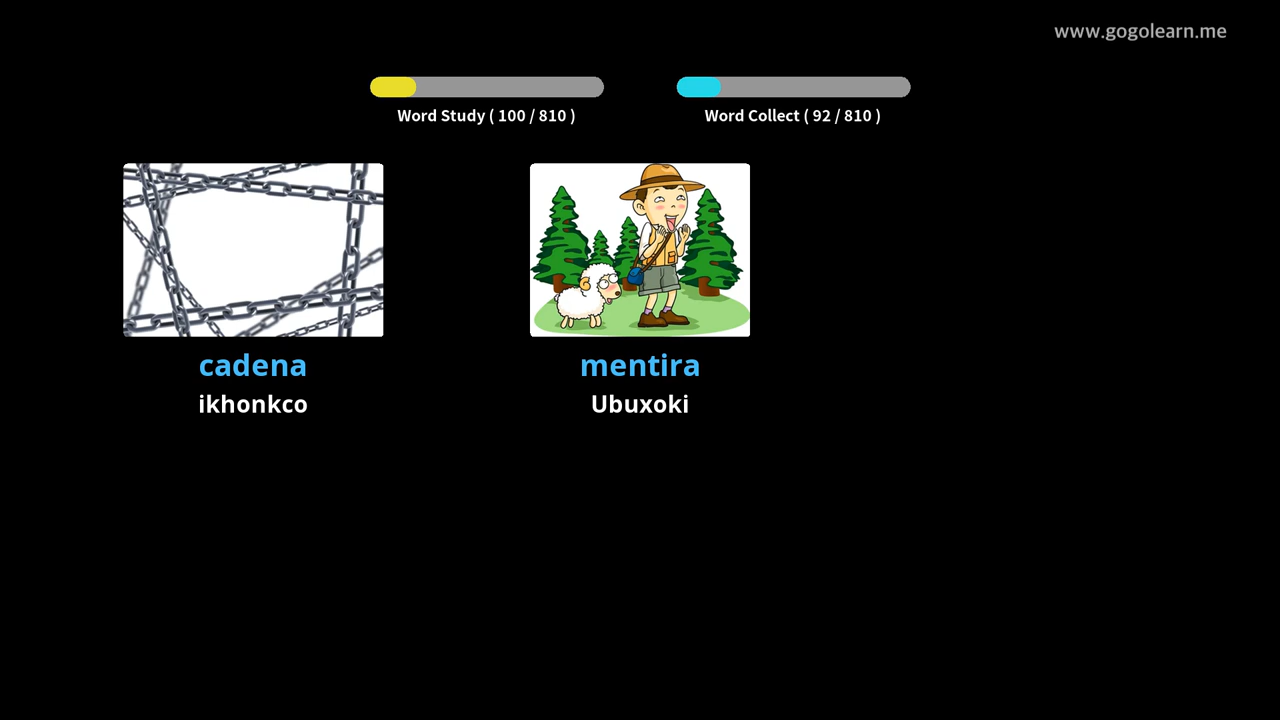 www.gogolearn.me
Word Study ( 100 / 810 )
Word Collect ( 92 / 810 )
cadena
ikhonkco
mentira
Ubuxoki